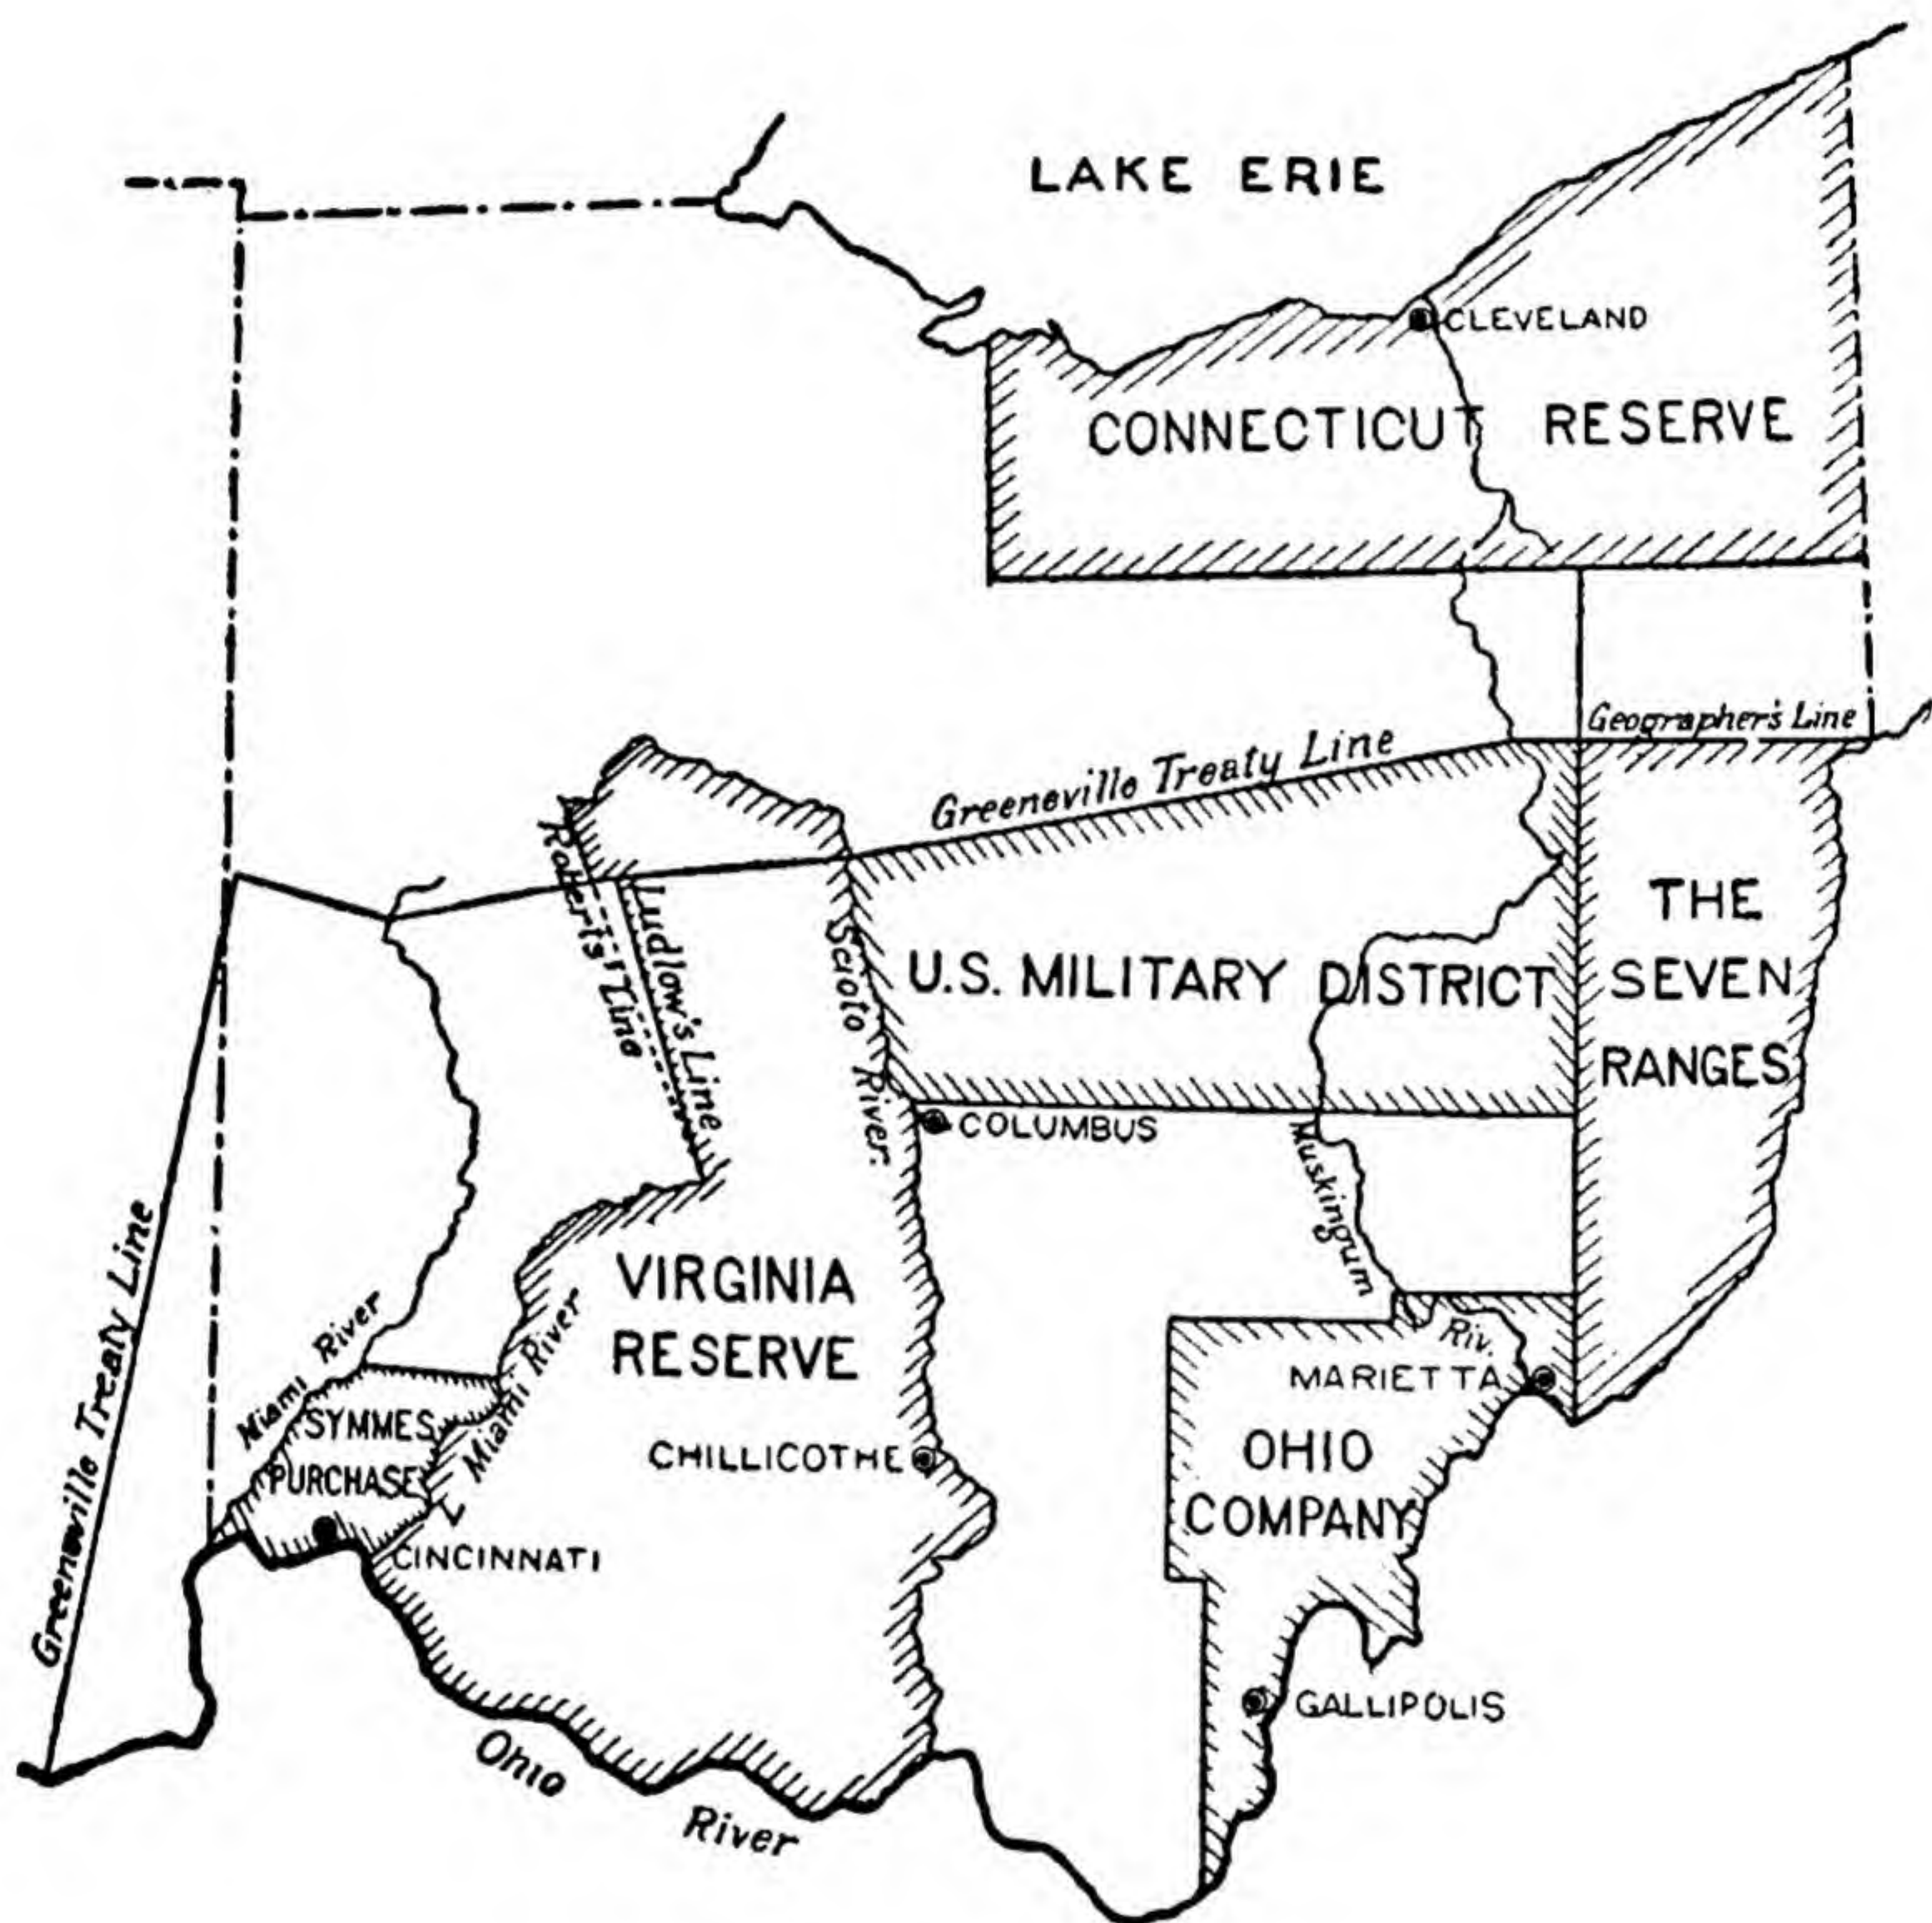 LAKE ERIE
CLEVELAND
CONNECTICUT RESERVE
Geographer's Line
Greeneville Treaty Line
Roberts' Line
Ludlow's Line
Scioto River.
U.S. MILITARY DISTRICT
THE
SEVEN
RANGES
COLUMBUS
Muskingum
Riv.
MARIETTA
Greeneville Treaty Line
Miami River
Miami River
VIRGINIA
RESERVE
SYMMES
PURCHASE
CHILLICOTHE
OHIO
COMPANY
CINCINNATI
GALLIPOLIS
Ohio
River